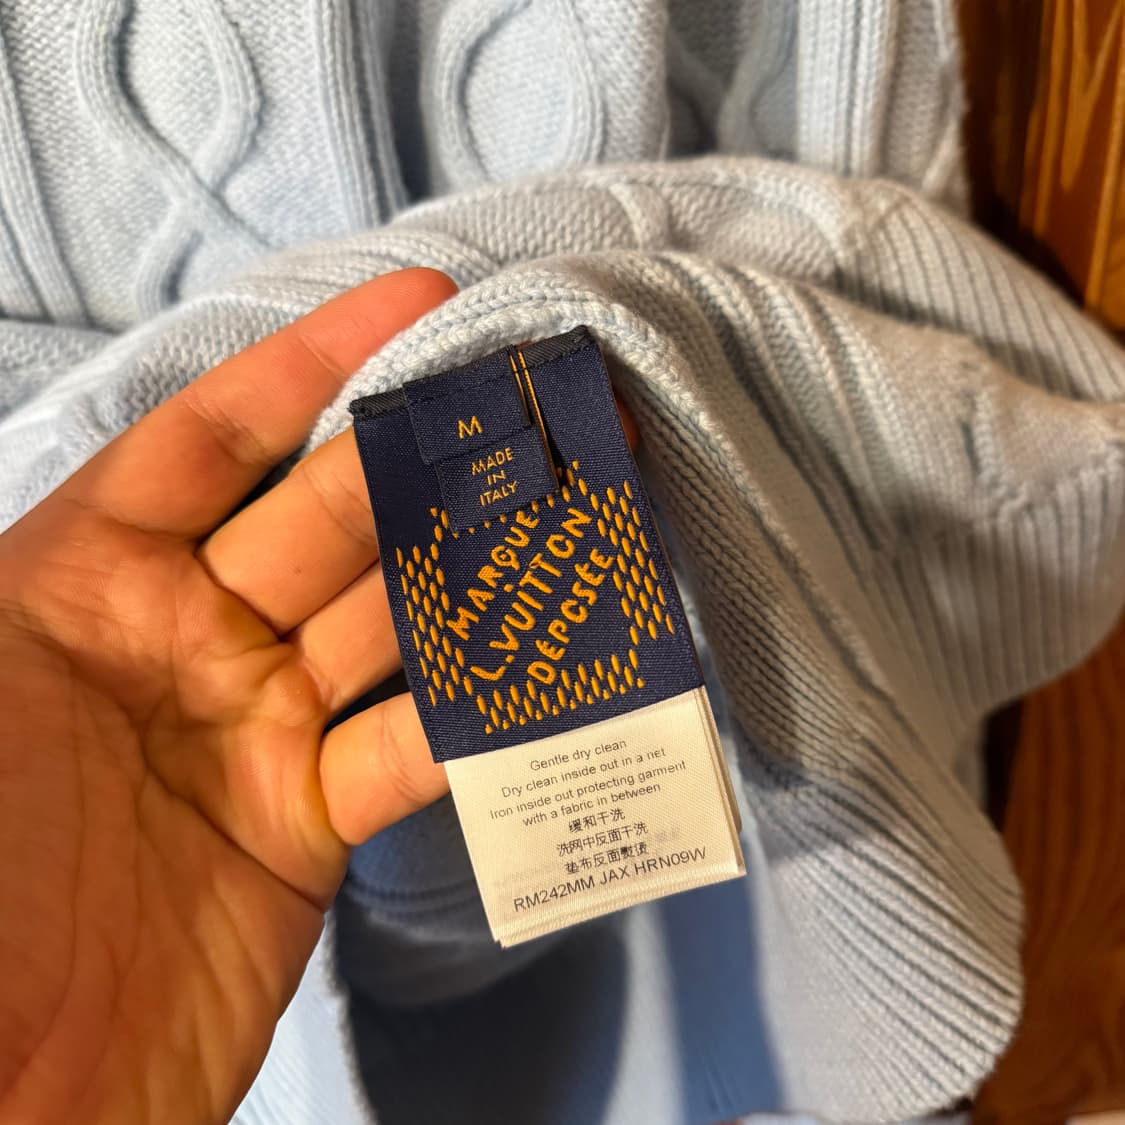 M
MADE
IN
ITALY
MARQUE
L.VUITTON
DÉPOSÉE
Gentle dry clean
Dry clean inside out in a net
Iron inside out protecting garment
with a fabric in between
缓和干洗
洗网中反面干洗
垫布反面熨烫
RM242MM JAX HRN09W